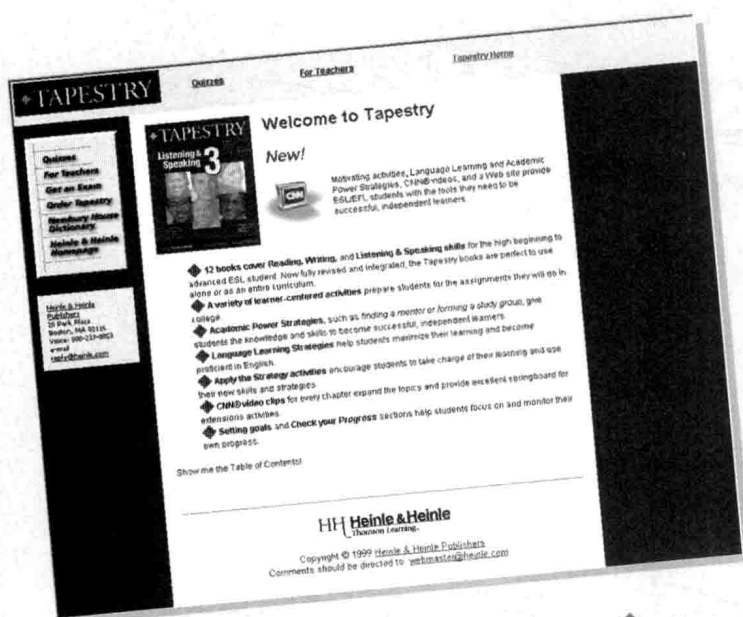 TAPESTRY
Quizzes
For Teachers
Tapestry Home
Quizzes
For Teachers
Get an Exam
Order Tapestry
Newbury House
Dictionary
Heinle & Heinle
Homepage
Heinle & Heinle
Publishers
20 Park Plaza
Boston, MA 02116
e-mail
reply@heinle.com
TAPESTRY
Listening &
Speaking 3
Welcome to Tapestry
New!
CNN
Motivating activities, Language Learning and Academic
Power Strategies, CNN® videos, and a Web site provide
ESL/EFL students with the tools they need to be
successful, independent learners.
12 books cover Reading, Writing, and Listening & Speaking skills for the high beginning to
advanced ESL student. Now fully revised and integrated, the Tapestry books are perfect to use
alone or as an entire curriculum.
A variety of learner-centered activities prepare students for the assignments they will do in
college.
Academic Power Strategies, such as finding a mentor or forming a study group, give
students the knowledge and skills to become successful, independent learners.
Language Learning Strategies help students maximize their learning and become
proficient in English.
Apply the Strategy activities encourage students to take charge of their learning and use
their new skills and strategies.
CNN® video clips for every chapter expand the topics and provide excellent springboard for
extensions activities.
Setting goals and Check your Progress sections help students focus on and monitor their
own progress.
Show me the Table of Contents!
HH Heinle & Heinle
Thomson Learning™
Copyright © 1999 Heinle & Heinle Publishers
Comments should be directed to: webmaster@heinle.com